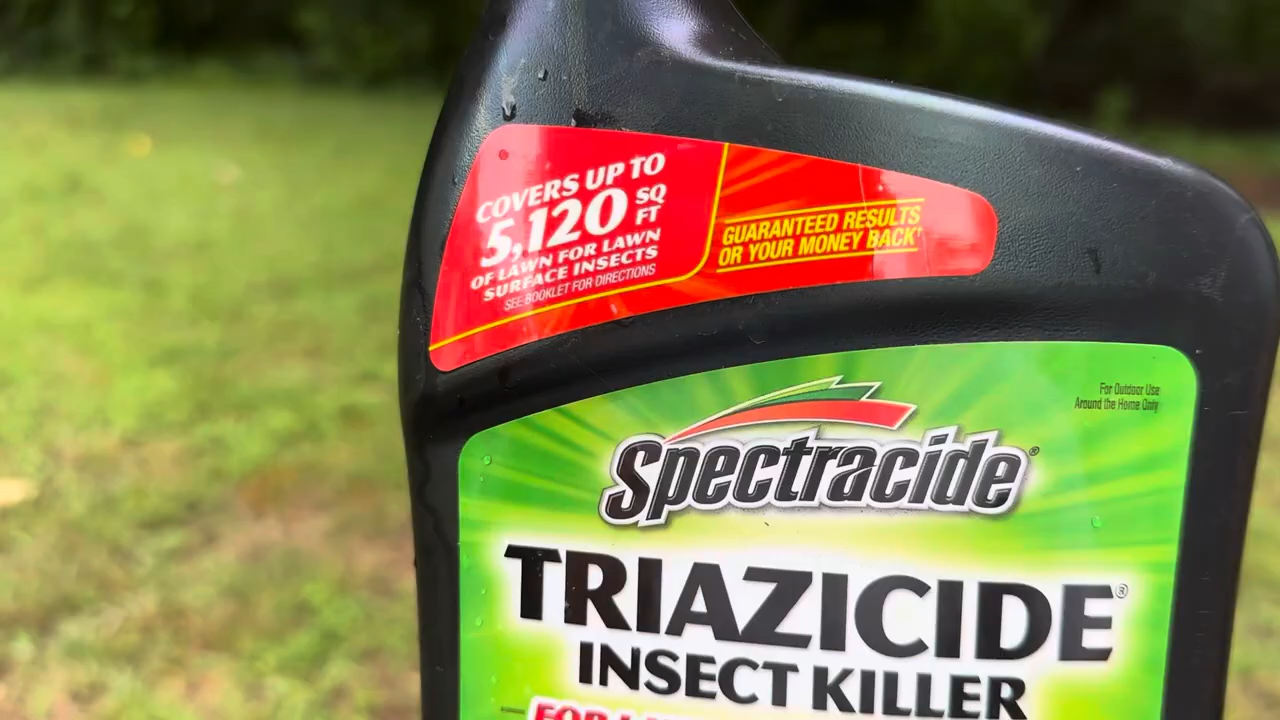 COVERS UP TO
5,120 SQ FT
OF LAWN FOR LAWN
SURFACE INSECTS
SEE BOOKLET FOR DIRECTIONS
GUARANTEED RESULTS
OR YOUR MONEY BACK†
For Outdoor Use
Around the Home Only
Spectracide®
TRIAZICIDE®
INSECT KILLER
FOR